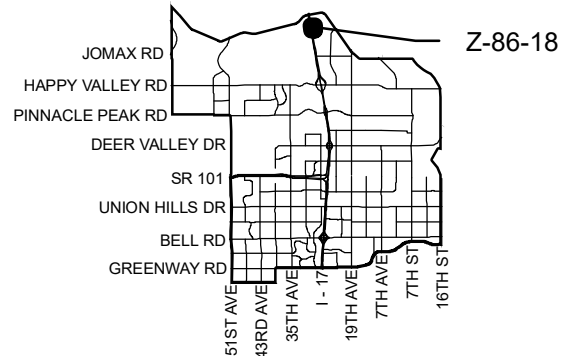 Z-86-18
JOMAX RD
HAPPY VALLEY RD
PINNACLE PEAK RD
DEER VALLEY DR
SR 101
UNION HILLS DR
BELL RD
GREENWAY RD
51ST AVE
43RD AVE
35TH AVE
I - 17
19TH AVE
7TH AVE
7TH ST
16TH ST